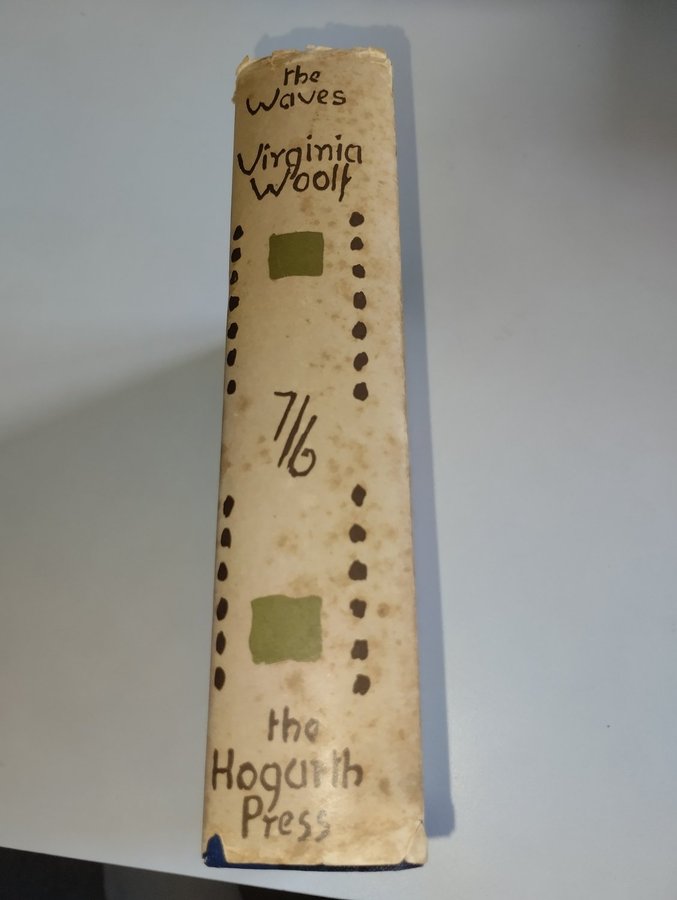 the
Waves
Virginia
Woolf
7/6
the
Hogarth
Press